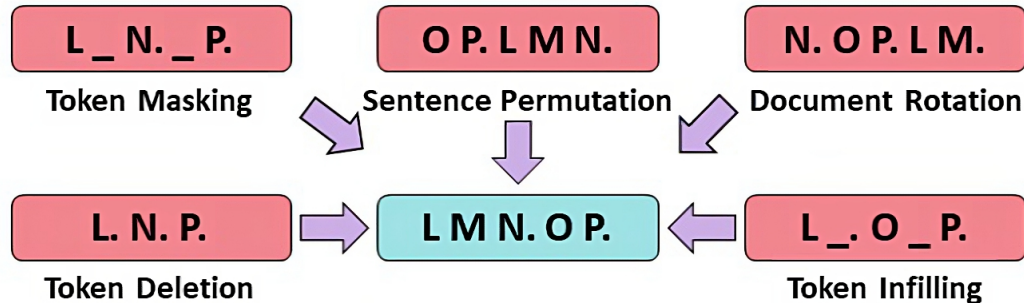 L _ N. _ P.
Token Masking
O P. L M N.
Sentence Permutation
N. O P. L M.
Document Rotation
L. N. P.
Token Deletion
L M N. O P.
L _. O _ P.
Token Infilling